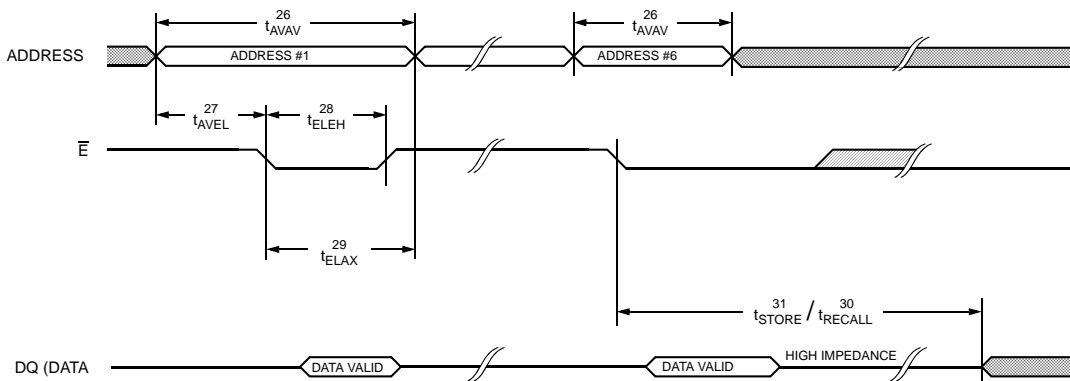 26
tAVAV
26
tAVAV
ADDRESS
ADDRESS #1
ADDRESS #6
27
tAVEL
28
tELEH
E
29
tELAX
31 30
tSTORE / tRECALL
DQ (DATA
DATA VALID
DATA VALID
HIGH IMPEDANCE